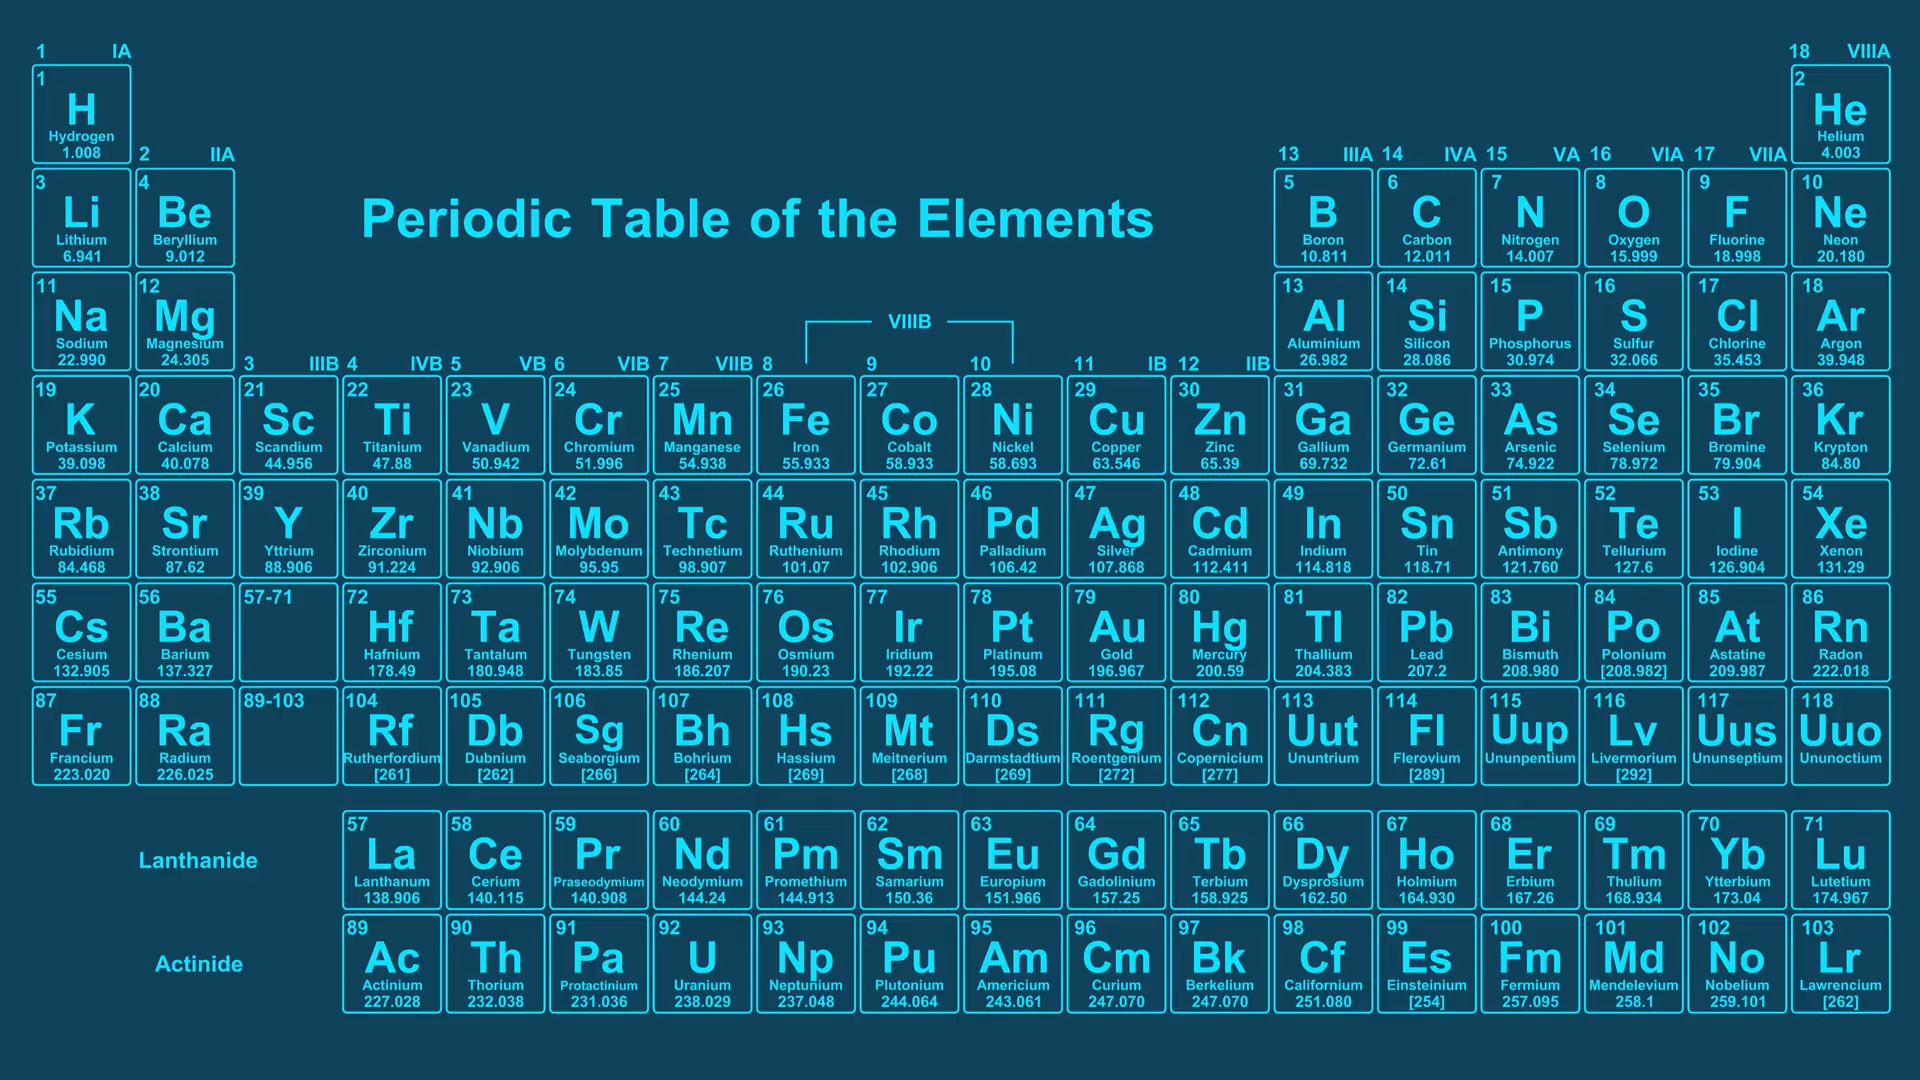 1 IA 18 VIIIA
1 2
H He
Hydrogen Helium
1.008 4.003
2 IIA 13 IIIA 14 IVA 15 VA 16 VIA 17 VIIA
3 4 5 6 7 8 9 10
Li Be B C N O F Ne
Lithium Beryllium Boron Carbon Nitrogen Oxygen Fluorine Neon
6.941 9.012 10.811 12.011 14.007 15.999 18.998 20.180
Periodic Table of the Elements
11 12 13 14 15 16 17 18
Na Mg Al Si P S Cl Ar
Sodium Magnesium Aluminium Silicon Phosphorus Sulfur Chlorine Argon
22.990 24.305 26.982 28.086 30.974 32.066 35.453 39.948
VIIIB
3 IIIB 4 IVB 5 VB 6 VIB 7 VIIB 8 9 10 11 IB 12 IIB
19 20 21 22 23 24 25 26 27 28 29 30 31 32 33 34 35 36
K Ca Sc Ti V Cr Mn Fe Co Ni Cu Zn Ga Ge As Se Br Kr
Potassium Calcium Scandium Titanium Vanadium Chromium Manganese Iron Cobalt Nickel Copper Zinc Gallium Germanium Arsenic Selenium Bromine Krypton
39.098 40.078 44.956 47.88 50.942 51.996 54.938 55.933 58.933 58.693 63.546 65.39 69.732 72.61 74.922 78.972 79.904 84.80
37 38 39 40 41 42 43 44 45 46 47 48 49 50 51 52 53 54
Rb Sr Y Zr Nb Mo Tc Ru Rh Pd Ag Cd In Sn Sb Te I Xe
Rubidium Strontium Yttrium Zirconium Niobium Molybdenum Technetium Ruthenium Rhodium Palladium Silver Cadmium Indium Tin Antimony Tellurium Iodine Xenon
84.468 87.62 88.906 91.224 92.906 95.95 98.907 101.07 102.906 106.42 107.868 112.411 114.818 118.71 121.760 127.6 126.904 131.29
55 56 57-71 72 73 74 75 76 77 78 79 80 81 82 83 84 85 86
Cs Ba Hf Ta W Re Os Ir Pt Au Hg Tl Pb Bi Po At Rn
Cesium Barium Hafnium Tantalum Tungsten Rhenium Osmium Iridium Platinum Gold Mercury Thallium Lead Bismuth Polonium Astatine Radon
132.905 137.327 178.49 180.948 183.85 186.207 190.23 192.22 195.08 196.967 200.59 204.383 207.2 208.980 [208.982] 209.987 222.018
87 88 89-103 104 105 106 107 108 109 110 111 112 113 114 115 116 117 118
Fr Ra Rf Db Sg Bh Hs Mt Ds Rg Cn Uut Fl Uup Lv Uus Uuo
Francium Radium Rutherfordium Dubnium Seaborgium Bohrium Hassium Meitnerium Darmstadtium Roentgenium Copernicium Ununtrium Flerovium Ununpentium Livermorium Ununseptium Ununoctium
223.020 226.025 [261] [262] [266] [264] [269] [268] [269] [272] [277] [289] [292]
Lanthanide
57 58 59 60 61 62 63 64 65 66 67 68 69 70 71
La Ce Pr Nd Pm Sm Eu Gd Tb Dy Ho Er Tm Yb Lu
Lanthanum Cerium Praseodymium Neodymium Promethium Samarium Europium Gadolinium Terbium Dysprosium Holmium Erbium Thulium Ytterbium Lutetium
138.906 140.115 140.908 144.24 144.913 150.36 151.966 157.25 158.925 162.50 164.930 167.26 168.934 173.04 174.967
Actinide
89 90 91 92 93 94 95 96 97 98 99 100 101 102 103
Ac Th Pa U Np Pu Am Cm Bk Cf Es Fm Md No Lr
Actinium Thorium Protactinium Uranium Neptunium Plutonium Americium Curium Berkelium Californium Einsteinium Fermium Mendelevium Nobelium Lawrencium
227.028 232.038 231.036 238.029 237.048 244.064 243.061 247.070 247.070 251.080 [254] 257.095 258.1 259.101 [262]